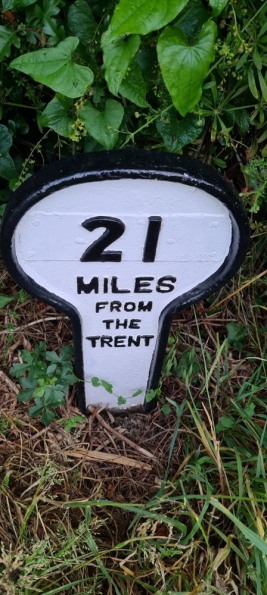 21
MILES
FROM
THE
TRENT